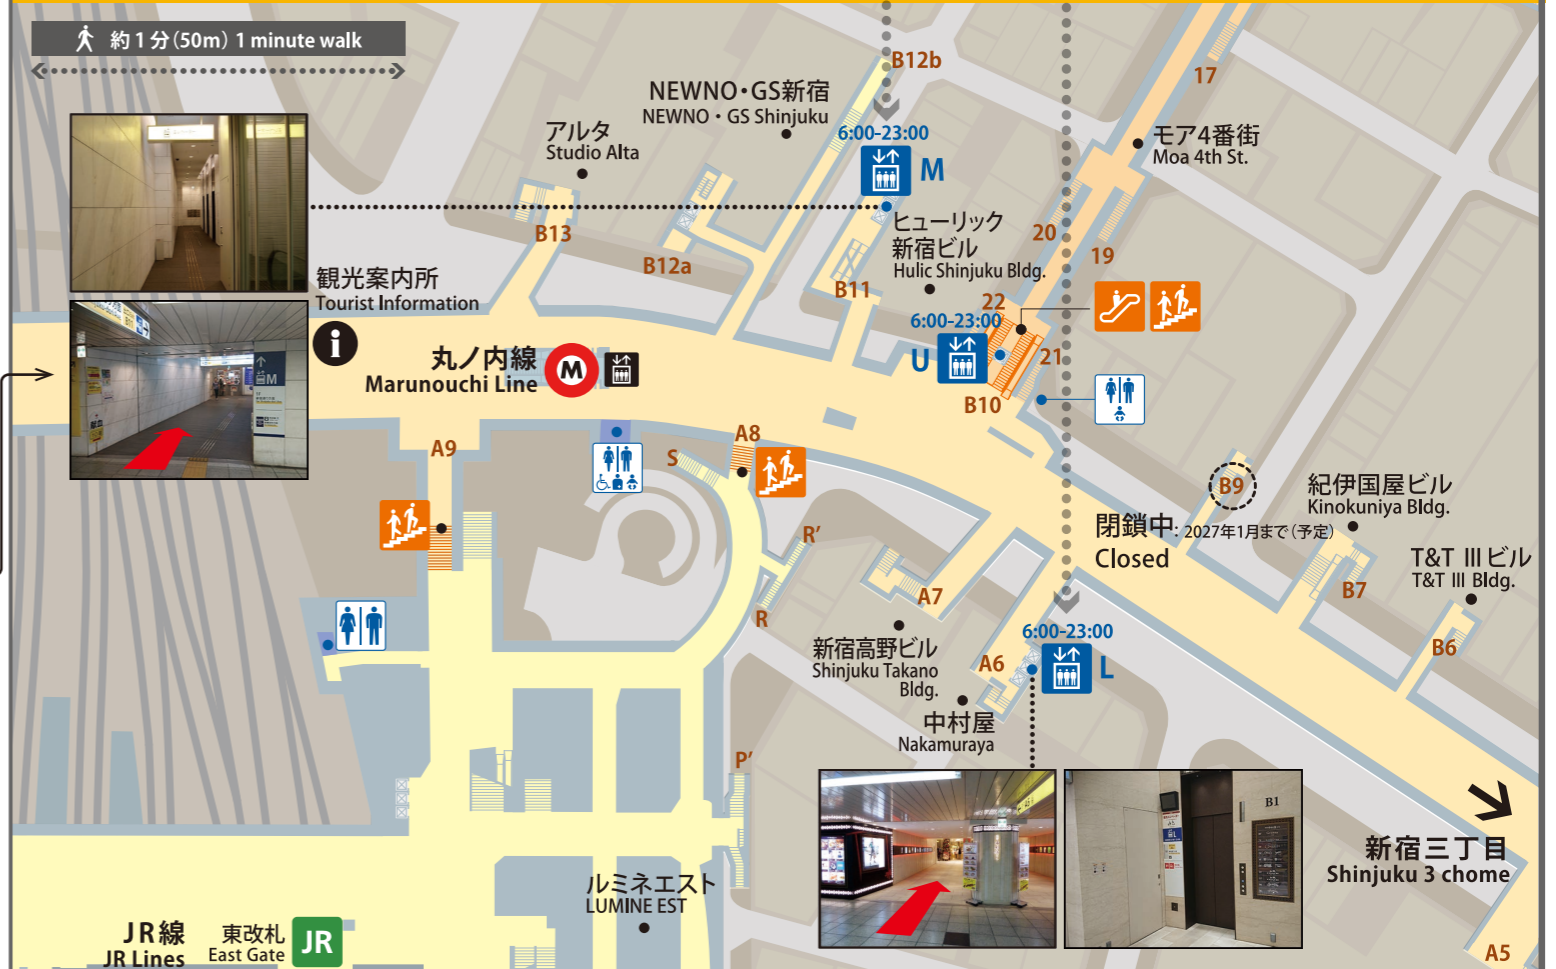 約1分(50m) 1 minute walk
B12b
17
NEWNO・GS新宿
NEWNO・GS Shinjuku
アルタ
Studio Alta
6:00-23:00
M
モア4番街
Moa 4th St.
B13
B12a
ヒューリック
新宿ビル
Hulic Shinjuku Bldg.
20
19
観光案内所
Tourist Information
i
B11
22
6:00-23:00
U
21
丸ノ内線
Marunouchi Line
M
B10
M
A9
S
A8
B9
紀伊国屋ビル
Kinokuniya Bldg.
閉鎖中: 2027年1月まで(予定)
Closed
R'
T&T IIIビル
T&T III Bldg.
B7
A7
R
新宿高野ビル
Shinjuku Takano
Bldg.
6:00-23:00
L
A6
B6
中村屋
Nakamuraya
P'
B1
新宿三丁目
Shinjuku 3 chome
ルミネエスト
LUMINE EST
JR線
JR Lines
東改札
East Gate
JR
A5